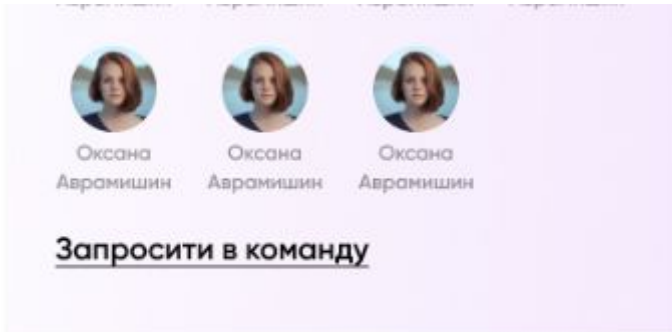 Оксана Оксана Оксана
Аврамишин Аврамишин Аврамишин
Запросити в команду